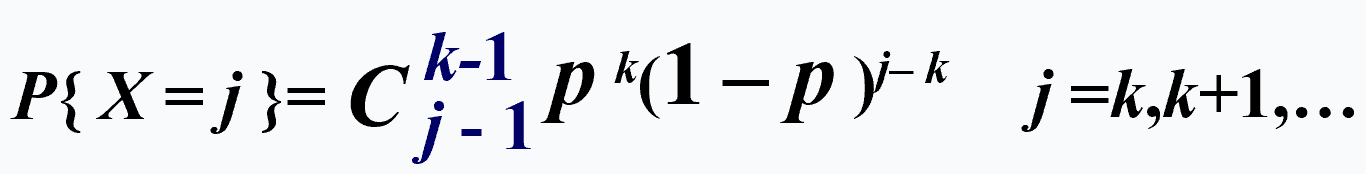 P{ X = j } = C_{j - 1}^{k-1} p^{k}(1 − p)^{j− k} j =k,k+1,…